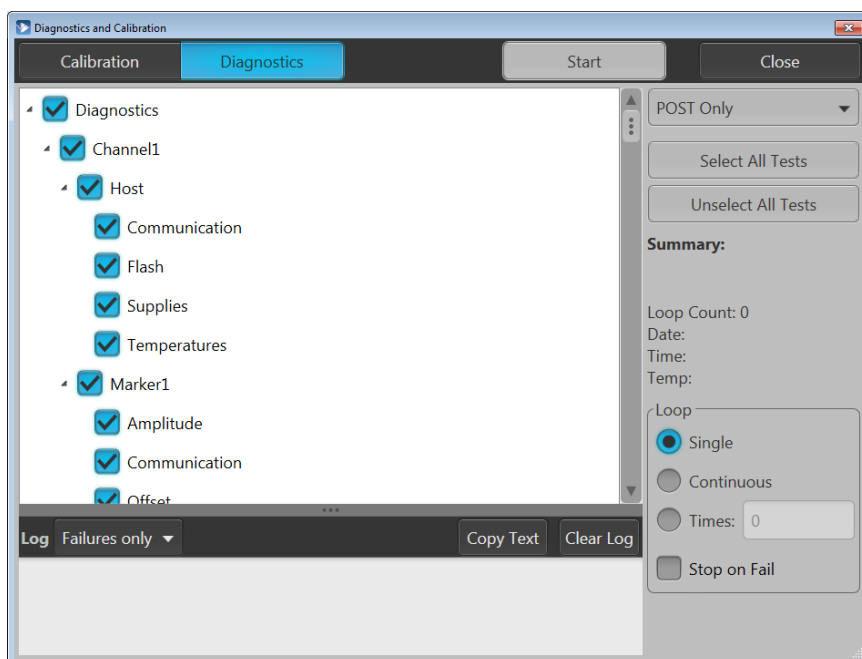 Diagnostics and Calibration
Calibration
Diagnostics
Start
Close
Diagnostics
Channel1
Host
Communication
Flash
Supplies
Temperatures
Marker1
Amplitude
Communication
Offset
POST Only
Select All Tests
Unselect All Tests
Summary:
Loop Count: 0
Date:
Time:
Temp:
Loop
Single
Continuous
Times: 0
Stop on Fail
Log Failures only
Copy Text
Clear Log